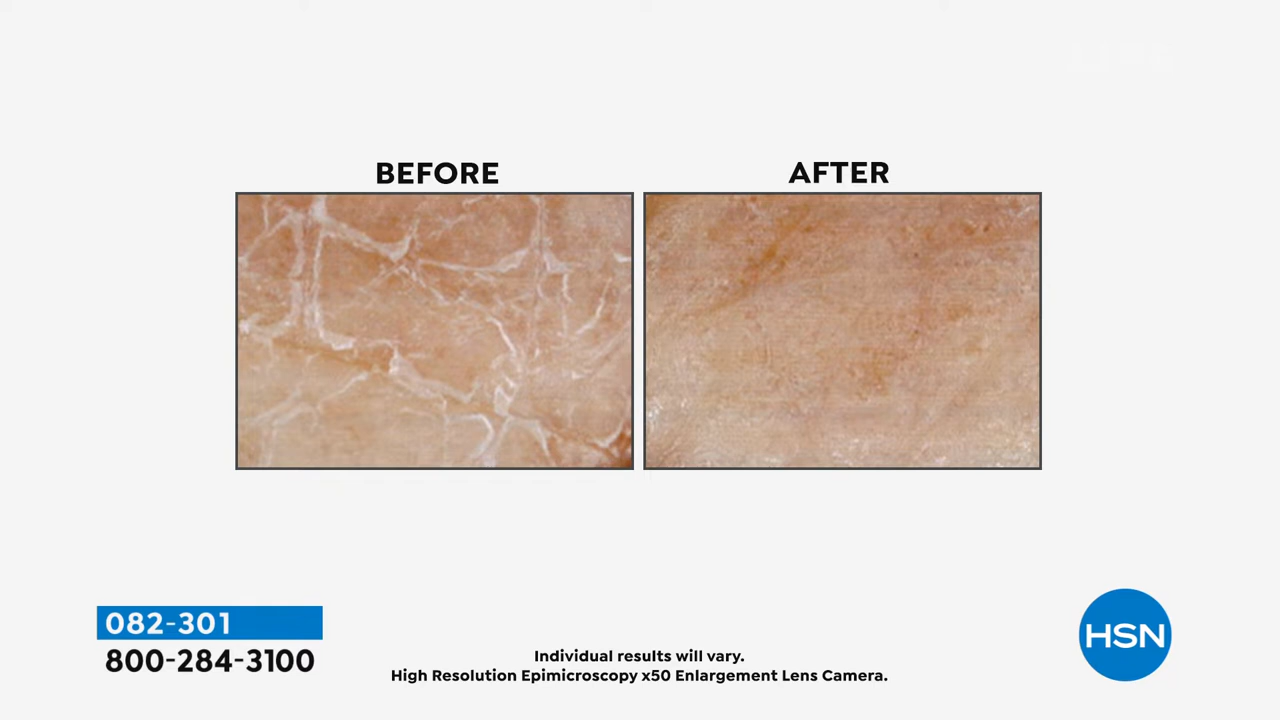 BEFORE
AFTER
082-301
800-284-3100
Individual results will vary.
High Resolution Epimicroscopy x50 Enlargement Lens Camera.
HSN